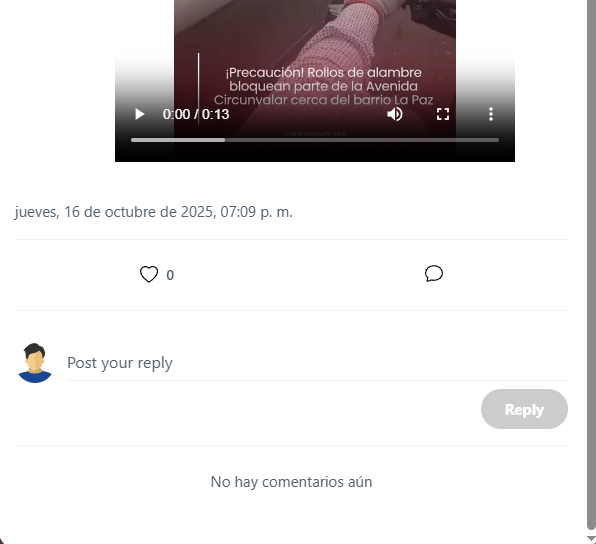 ¡Precaución! Rollos de alambre
bloquean parte de la Avenida
Circunvalar cerca del barrio La Paz
0:00 / 0:13
jueves, 16 de octubre de 2025, 07:09 p. m.
0
Post your reply
Reply
No hay comentarios aún